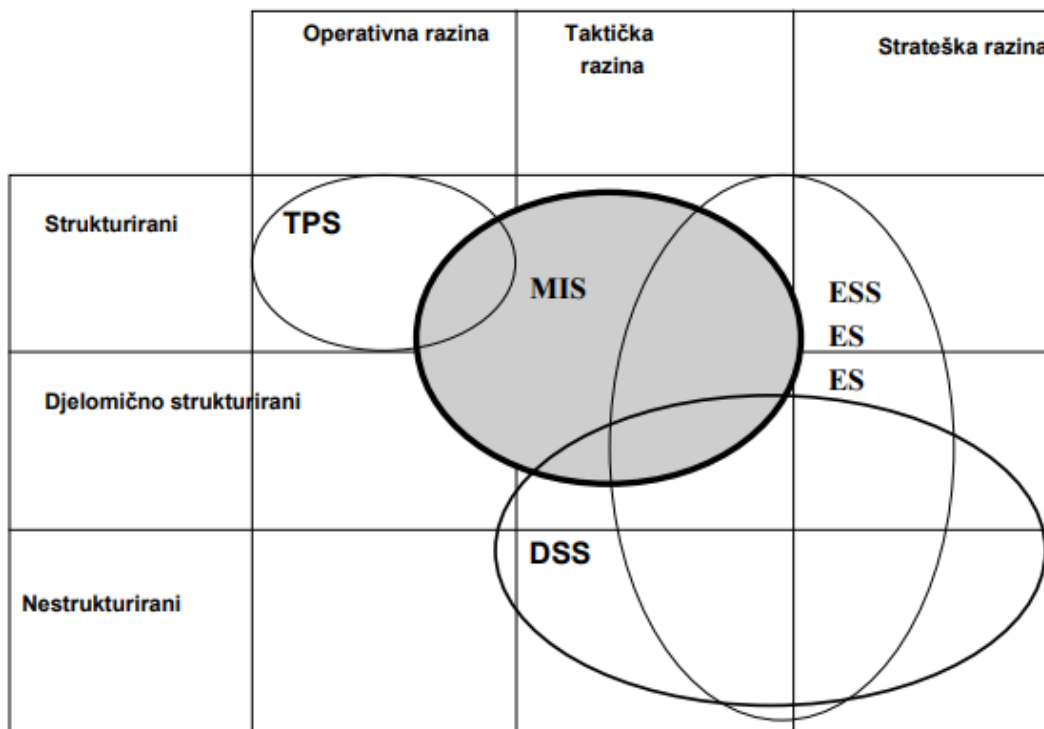 Operativna razina
Taktička
razina
Strateška razina
Strukturirani
TPS
MIS
ESS
ES
ES
Djelomično strukturirani
DSS
Nestrukturirani